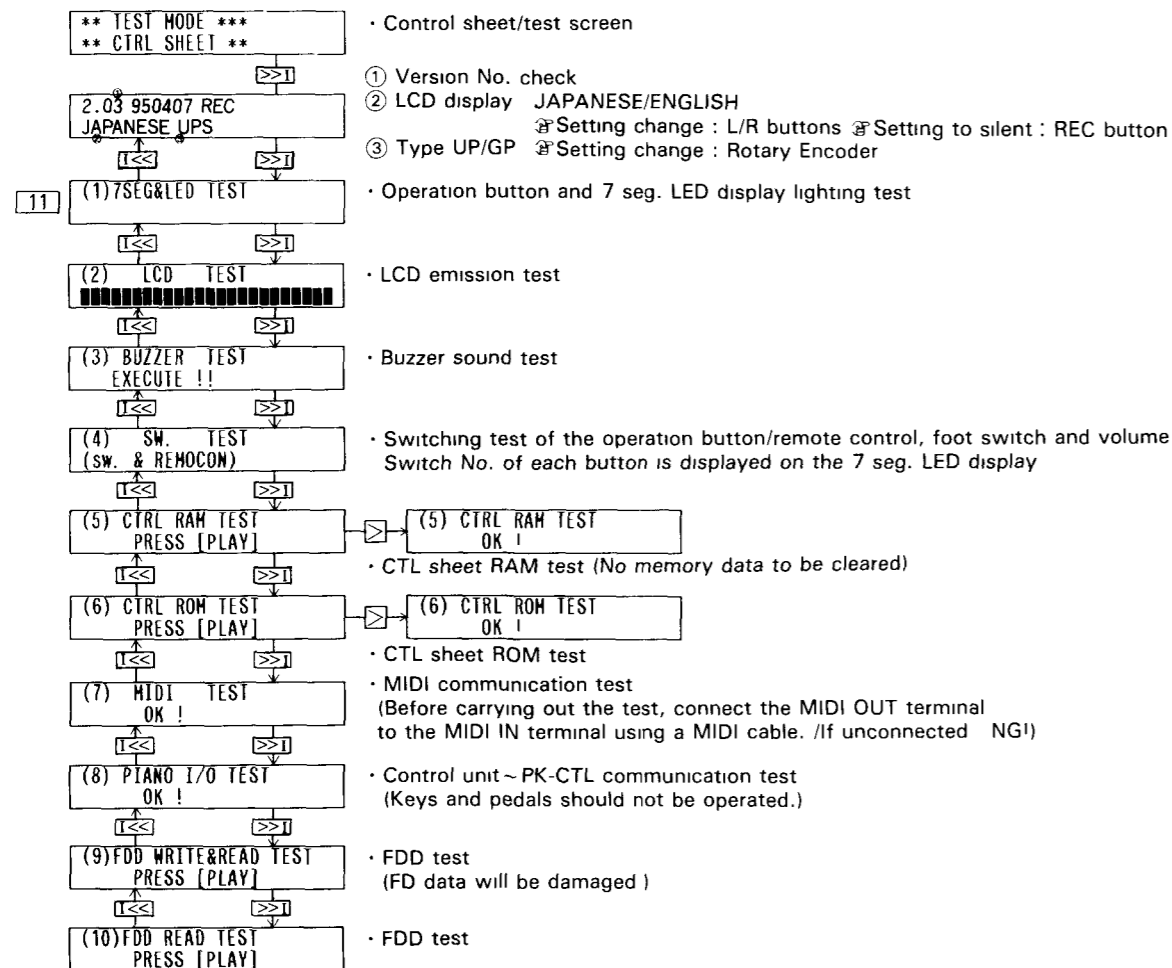 ** TEST MODE ***
** CTRL SHEET **
· Control sheet/test screen
>>I
①
2.03 950407 REC
JAPANESE UPS
② ③
① Version No. check
② LCD display JAPANESE/ENGLISH
☞Setting change : L/R buttons ☞Setting to silent : REC button
③ Type UP/GP ☞Setting change : Rotary Encoder
I<< >>I
11
(1)7SEG&LED TEST
· Operation button and 7 seg. LED display lighting test
I<< >>I
(2) LCD TEST
· LCD emission test
I<< >>I
(3) BUZZER TEST
EXECUTE !!
· Buzzer sound test
I<< >>I
(4) SW. TEST
(SW. & REMOCON)
· Switching test of the operation button/remote control, foot switch and volume
Switch No. of each button is displayed on the 7 seg. LED display
I<< >>I
(5) CTRL RAM TEST
PRESS [PLAY]
>
(5) CTRL RAM TEST
OK !
· CTL sheet RAM test (No memory data to be cleared)
I<< >>I
(6) CTRL ROM TEST
PRESS [PLAY]
>
(6) CTRL ROM TEST
OK !
· CTL sheet ROM test
I<< >>I
(7) MIDI TEST
OK !
· MIDI communication test
(Before carrying out the test, connect the MIDI OUT terminal
to the MIDI IN terminal using a MIDI cable. /If unconnected NG!)
I<< >>I
(8) PIANO I/O TEST
OK !
· Control unit ~ PK-CTL communication test
(Keys and pedals should not be operated.)
I<< >>I
(9)FDD WRITE&READ TEST
PRESS [PLAY]
· FDD test
(FD data will be damaged )
I<< >>I
(10)FDD READ TEST
PRESS [PLAY]
· FDD test